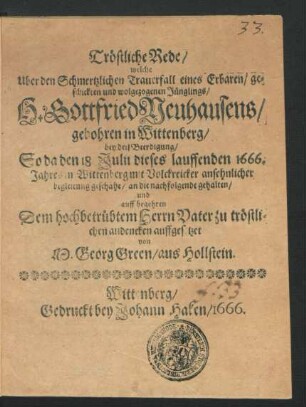 33.
Tröstliche Rede/
welche
Uber den Schmertzlichen Trauerfall eines Erbaren/ ge-
schickten und wolgezogenen Jünglings/
H. Gottfried Neuhausens/
gebohren in Wittenberg/
bey deß Beerdigung/
So da den 18 Julii dieses lauffenden 1666.
Jahres in Wittenberg mit Volckreicher ansehnlicher
begleitung geschahe/ an die nachfolgende gehalten/
und
auff begehren
Dem hochbetrübtem Herrn Vater zu tröstli-
chen andencken auffgesetzet
von
M. Georg Green/ aus Hollstein.
Wittenberg/
Gedruckt bey Johann Haken/ 1666.